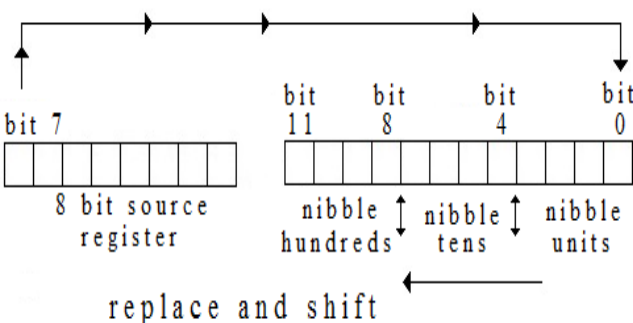 bit bit bit bit
bit 7 11 8 4 0
8 bit source register
nibble hundreds
nibble tens
nibble units
replace and shift